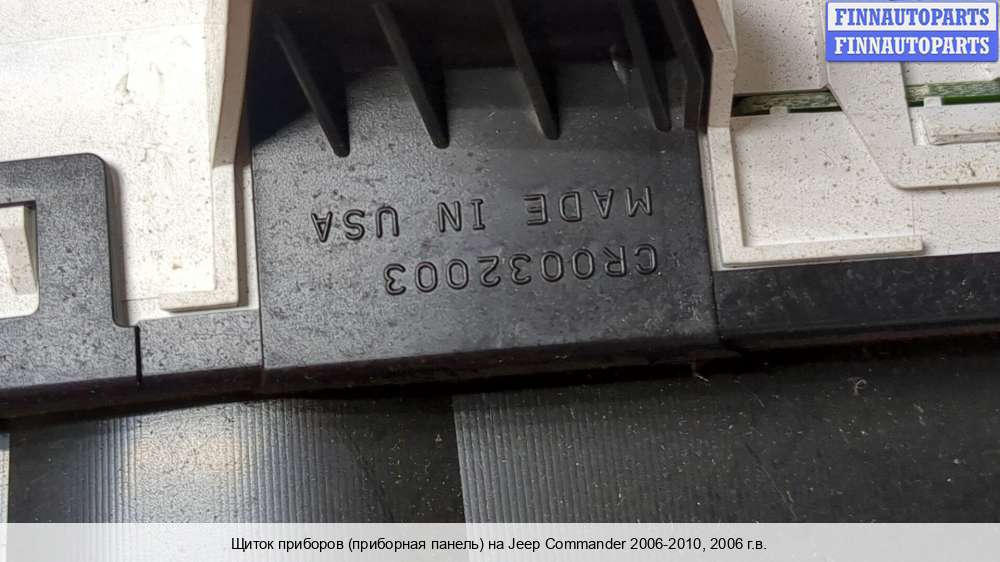 FINNAUTOPARTS
FINNAUTOPARTS
CR0032003
MADE IN USA
Щиток приборов (приборная панель) на Jeep Commander 2006-2010, 2006 г.в.